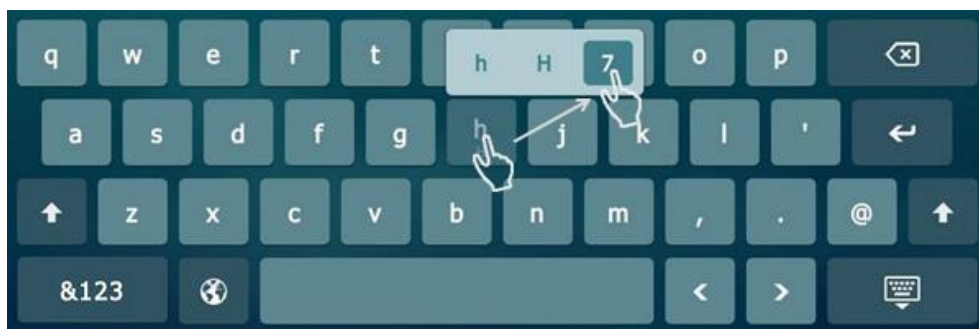 q w e r t h H 7 o p
a s d f g h j k l '
z x c v b n m , . @
&123 < >